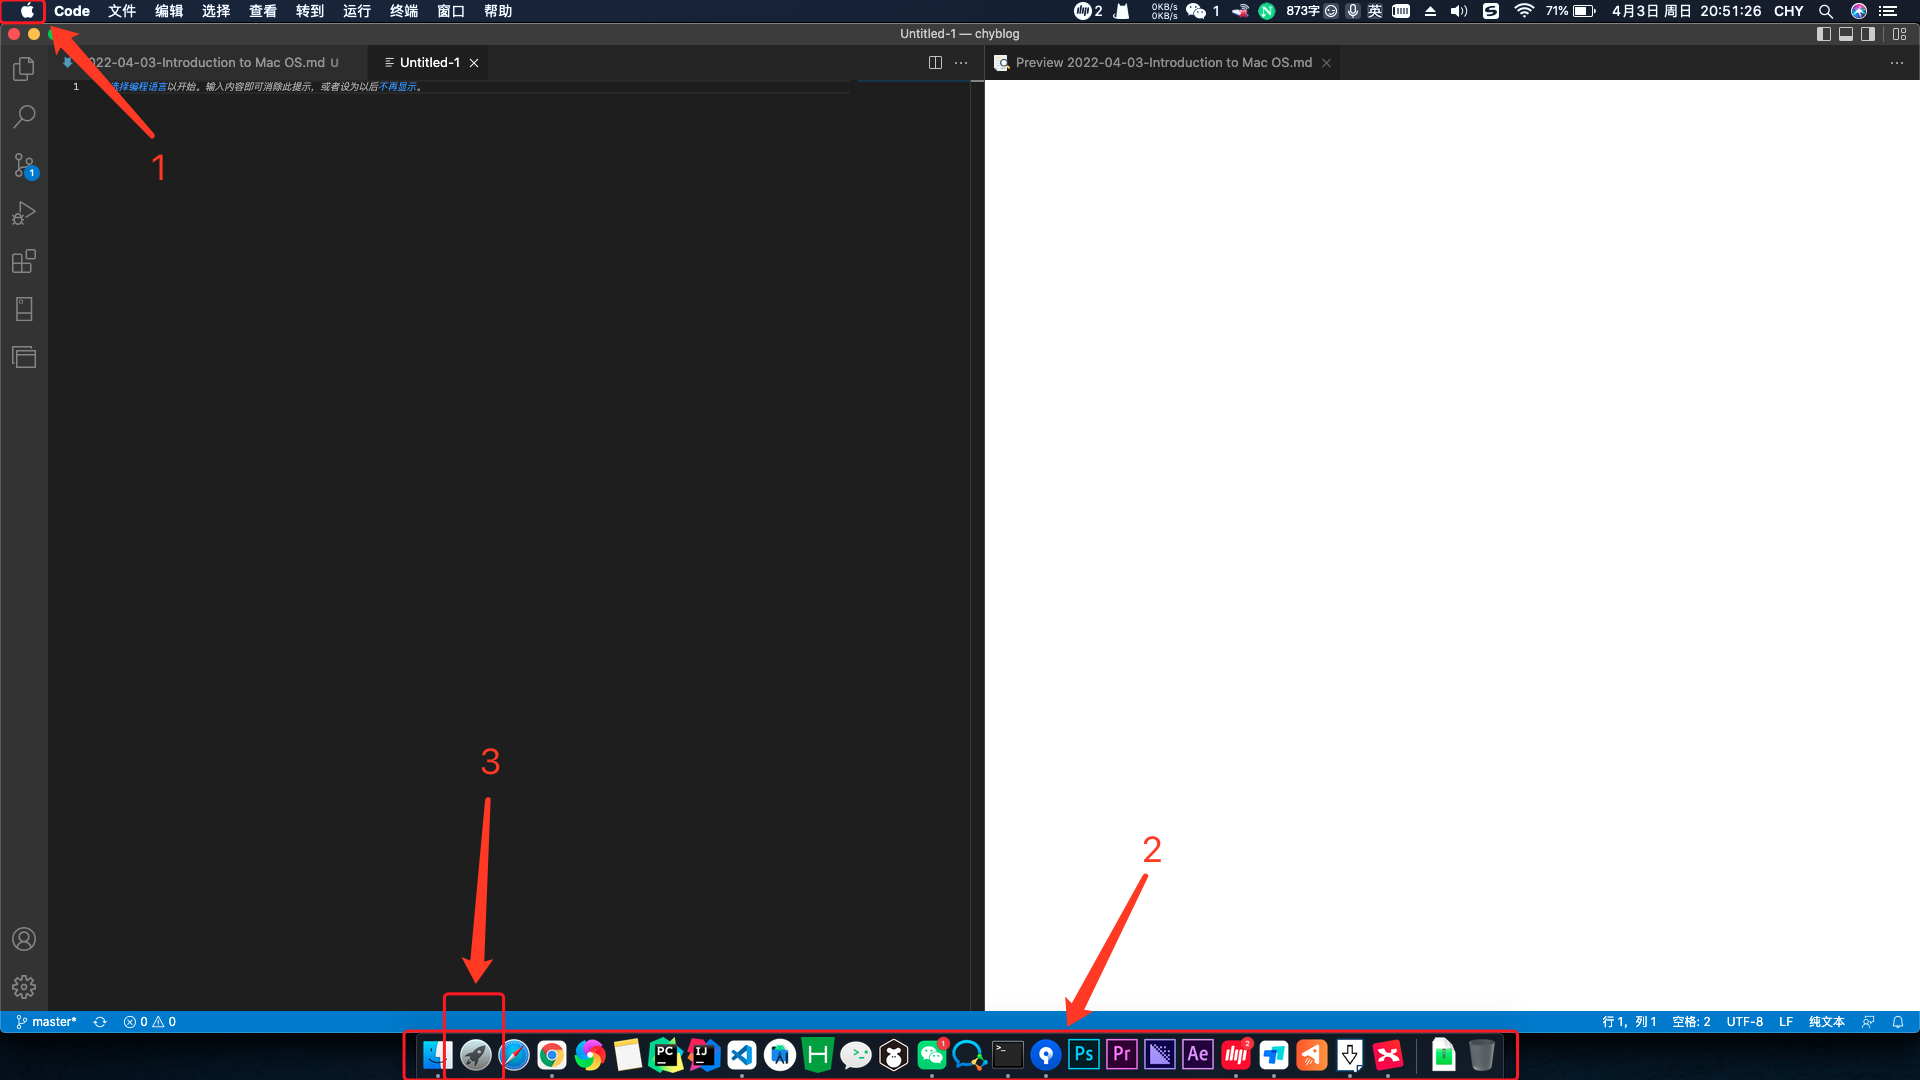 Code 文件 编辑 选择 查看 转到 运行 终端 窗口 帮助 2 0KB/s 0KB/s 1 N 873字 英 S 71% 4月3日 周日 20:51:26 CHY
Untitled-1 — chyblog
022-04-03-Introduction to Mac OS.md U Untitled-1 Preview 2022-04-03-Introduction to Mac OS.md
1 选择编程语言以开始。输入内容即可消除此提示，或者设为以后不再显示。
1
1
3
2
master* 0 0 行 1，列 1 空格: 2 UTF-8 LF 纯文本
PC IJ H >_ 1 >_ Ps Pr Ae 2